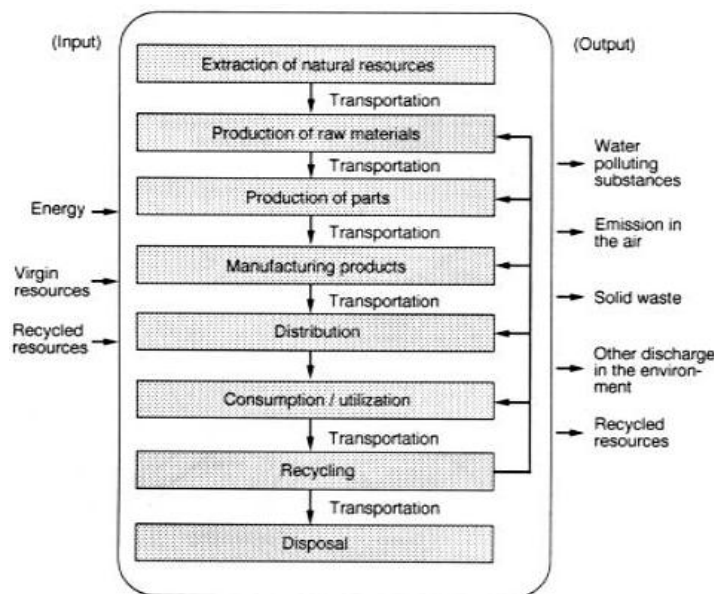 (Input)
(Output)
Extraction of natural resources
Transportation
Production of raw materials
Transportation
Water
polluting
substances
Production of parts
Energy
Transportation
Emission in
the air
Manufacturing products
Virgin
resources
Transportation
Solid waste
Recycled
resources
Distribution
Other discharge
in the environ-
ment
Consumption / utilization
Transportation
Recycled
resources
Recycling
Transportation
Disposal